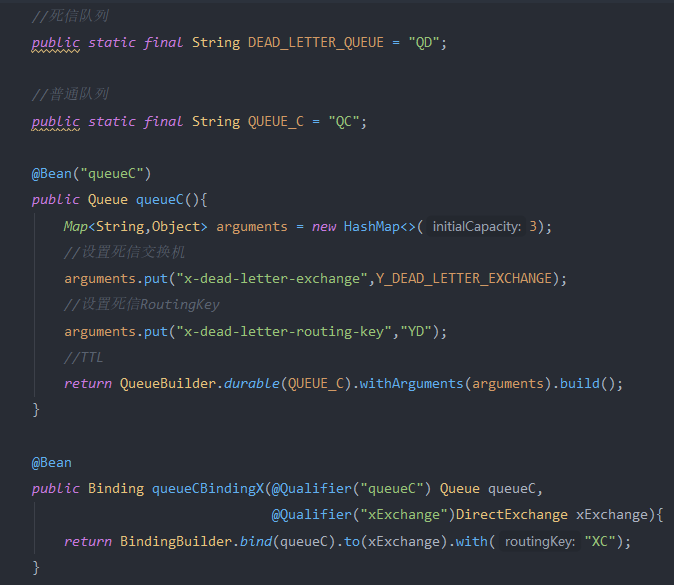 //死信队列
public static final String DEAD_LETTER_QUEUE = "QD";
//普通队列
public static final String QUEUE_C = "QC";
@Bean("queueC")
public Queue queueC(){
Map<String,Object> arguments = new HashMap<>( initialCapacity: 3);
//设置死信交换机
arguments.put("x-dead-letter-exchange",Y_DEAD_LETTER_EXCHANGE);
//设置死信RoutingKey
arguments.put("x-dead-letter-routing-key","YD");
//TTL
return QueueBuilder.durable(QUEUE_C).withArguments(arguments).build();
}
@Bean
public Binding queueCBindingX(@Qualifier("queueC") Queue queueC,
@Qualifier("xExchange")DirectExchange xExchange){
return BindingBuilder.bind(queueC).to(xExchange).with( routingKey: "XC");
}